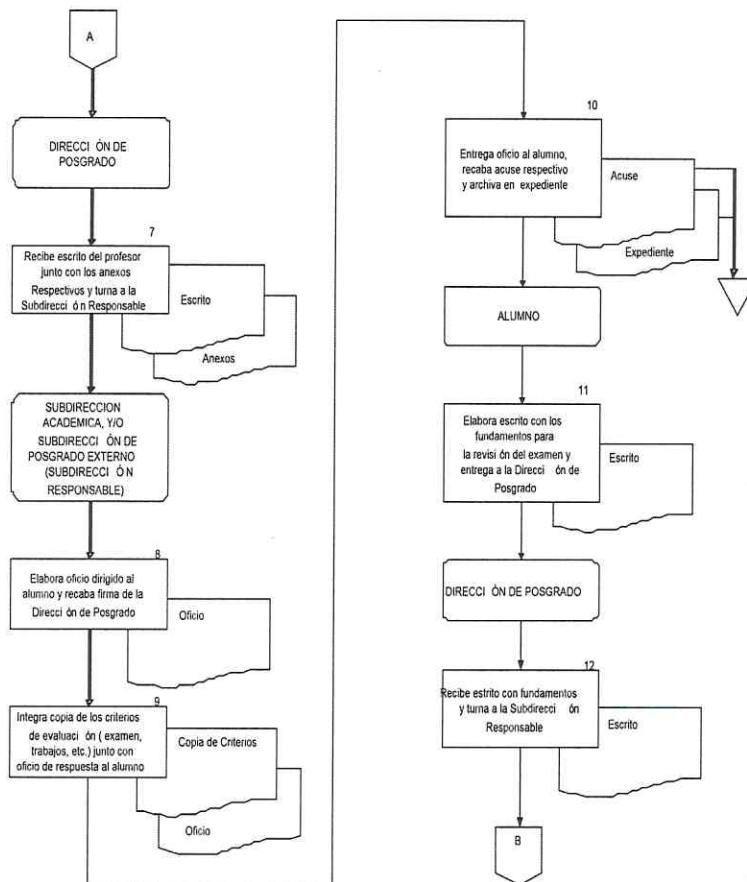 A
DIRECCI ÓN DE
POSGRADO
7
Recibe escrito del profesor
junto con los anexos
Respectivos y turna a la
Subdirecci ón Responsable
Escrito
Anexos
SUBDIRECCION
ACADEMICA, Y/O
SUBDIRECCI ÓN DE
POSGRADO EXTERNO
(SUBDIRECCI ÓN
RESPONSABLE)
8
Elabora oficio dirigido al
alumno y recaba firma de la
Direcci ón de Posgrado
Oficio
9
Integra copia de los criterios
de evaluaci ón ( examen,
trabajos, etc.) junto con
oficio de respuesta al alumno
Copia de Criterios
Oficio
10
Entrega oficio al alumno,
recaba acuse respectivo
y archiva en expediente
Acuse
Expediente
ALUMNO
11
Elabora escrito con los
fundamentos para
la revisi ón del examen y
entrega a la Direcci ón de
Posgrado
Escrito
DIRECCI ÓN DE POSGRADO
12
Recibe estrito con fundamentos
y turna a la Subdirecci ón
Responsable
Escrito
B